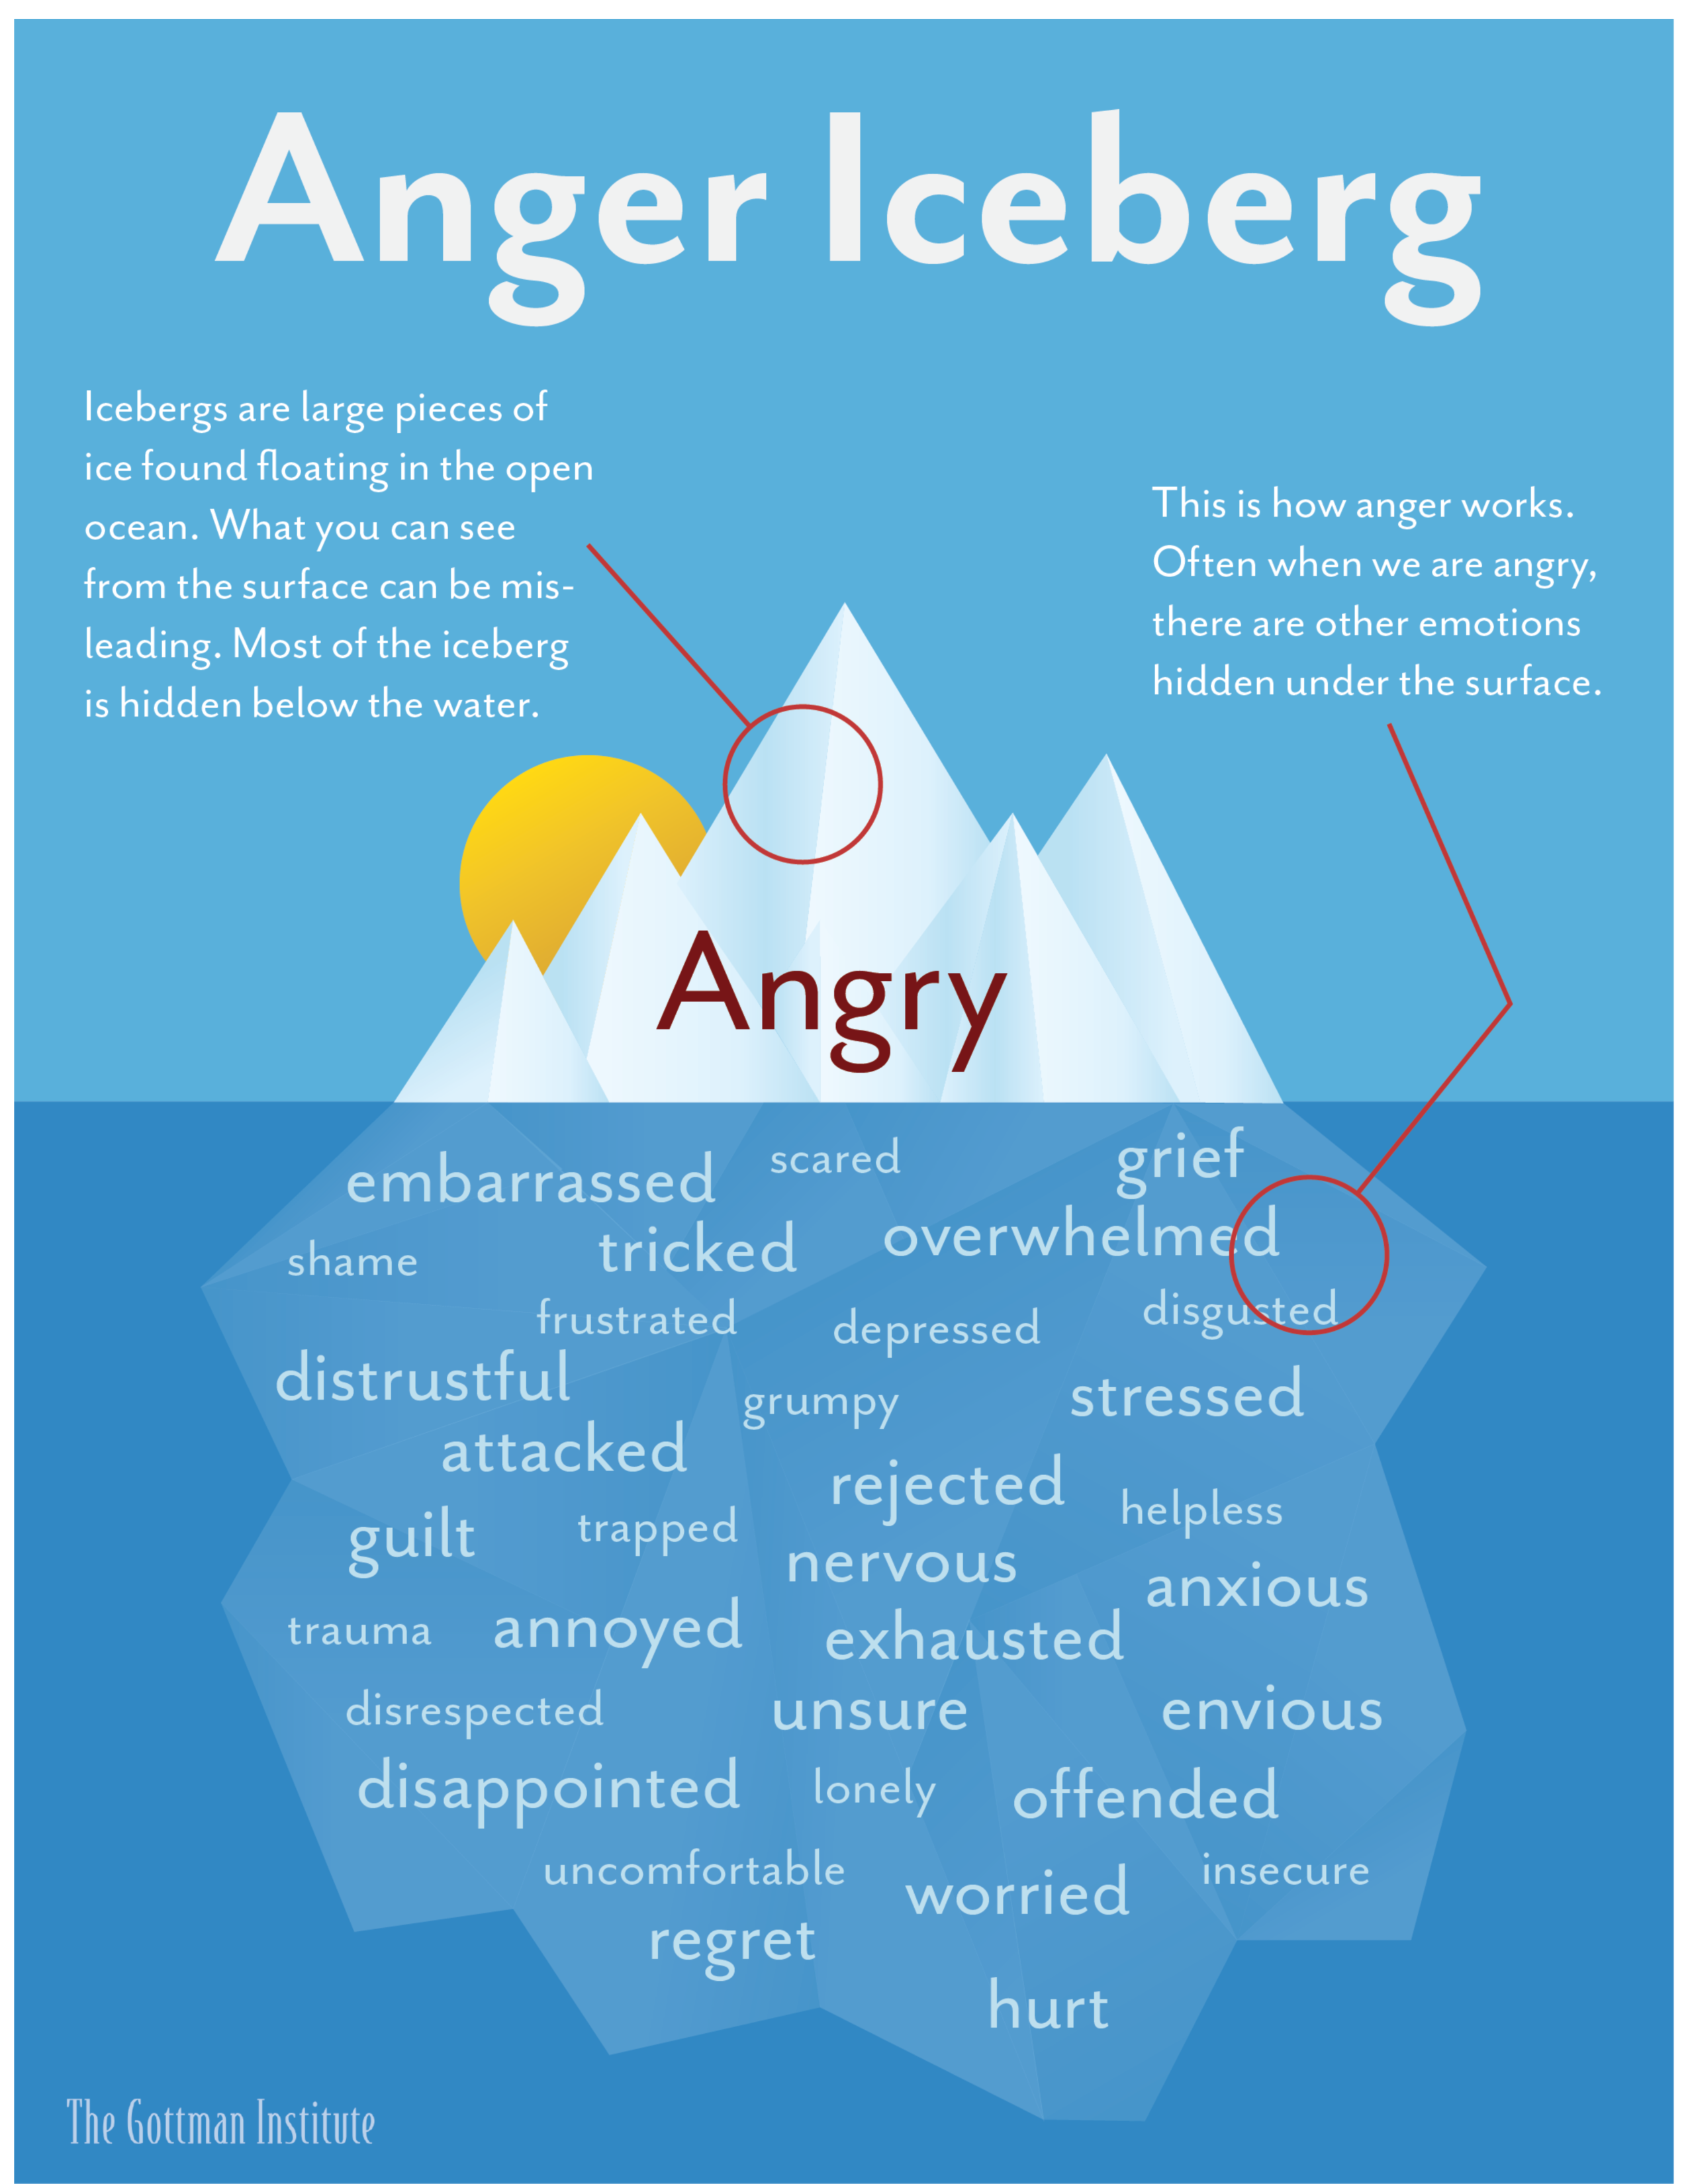 Anger Iceberg
Icebergs are large pieces of
ice found floating in the open
ocean. What you can see
from the surface can be mis-
leading. Most of the iceberg
is hidden below the water.
This is how anger works.
Often when we are angry,
there are other emotions
hidden under the surface.
Angry
embarrassed scared grief
shame tricked overwhelmed
frustrated depressed disgusted
distrustful grumpy stressed
attacked rejected helpless
guilt trapped nervous anxious
trauma annoyed exhausted
disrespected unsure envious
disappointed lonely offended
uncomfortable worried insecure
regret
hurt
The Gottman Institute